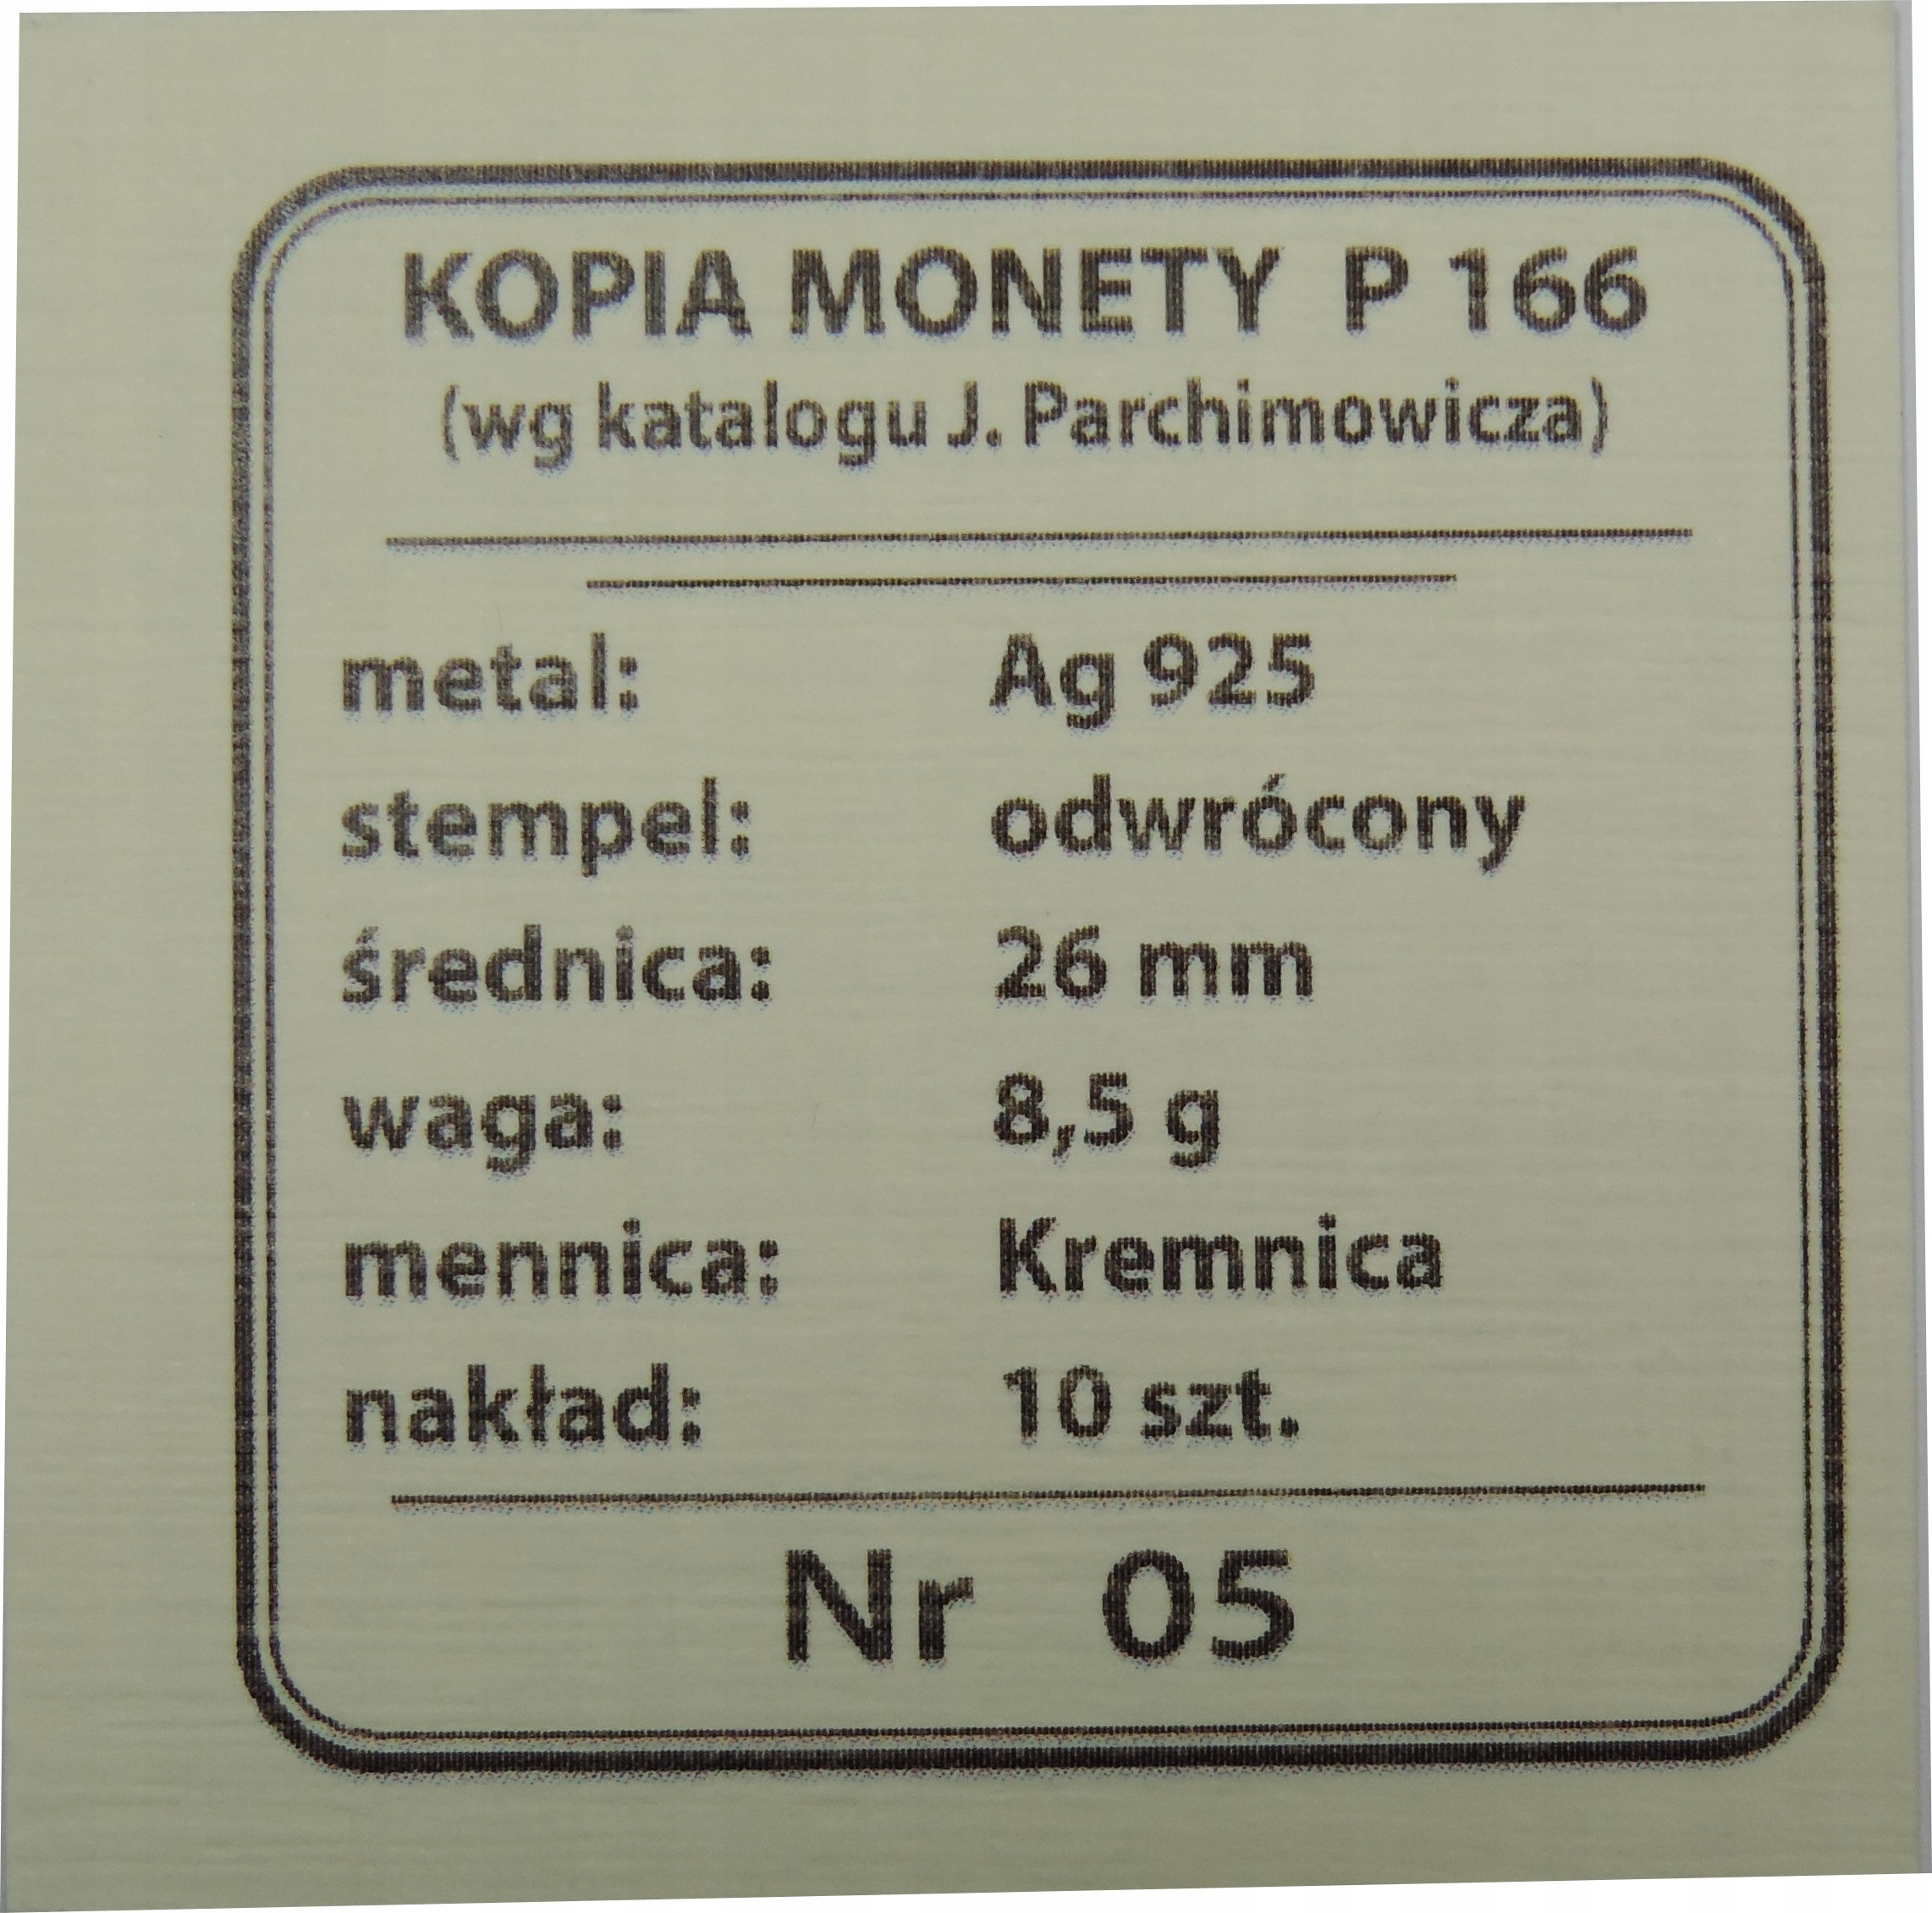 KOPIA MONETY P 166
(wg katalogu J. Parchimowicza)
metal: Ag 925
stempel: odwrócony
średnica: 26 mm
waga: 8,5 g
mennica: Kremnica
nakład: 10 szt.
Nr 05